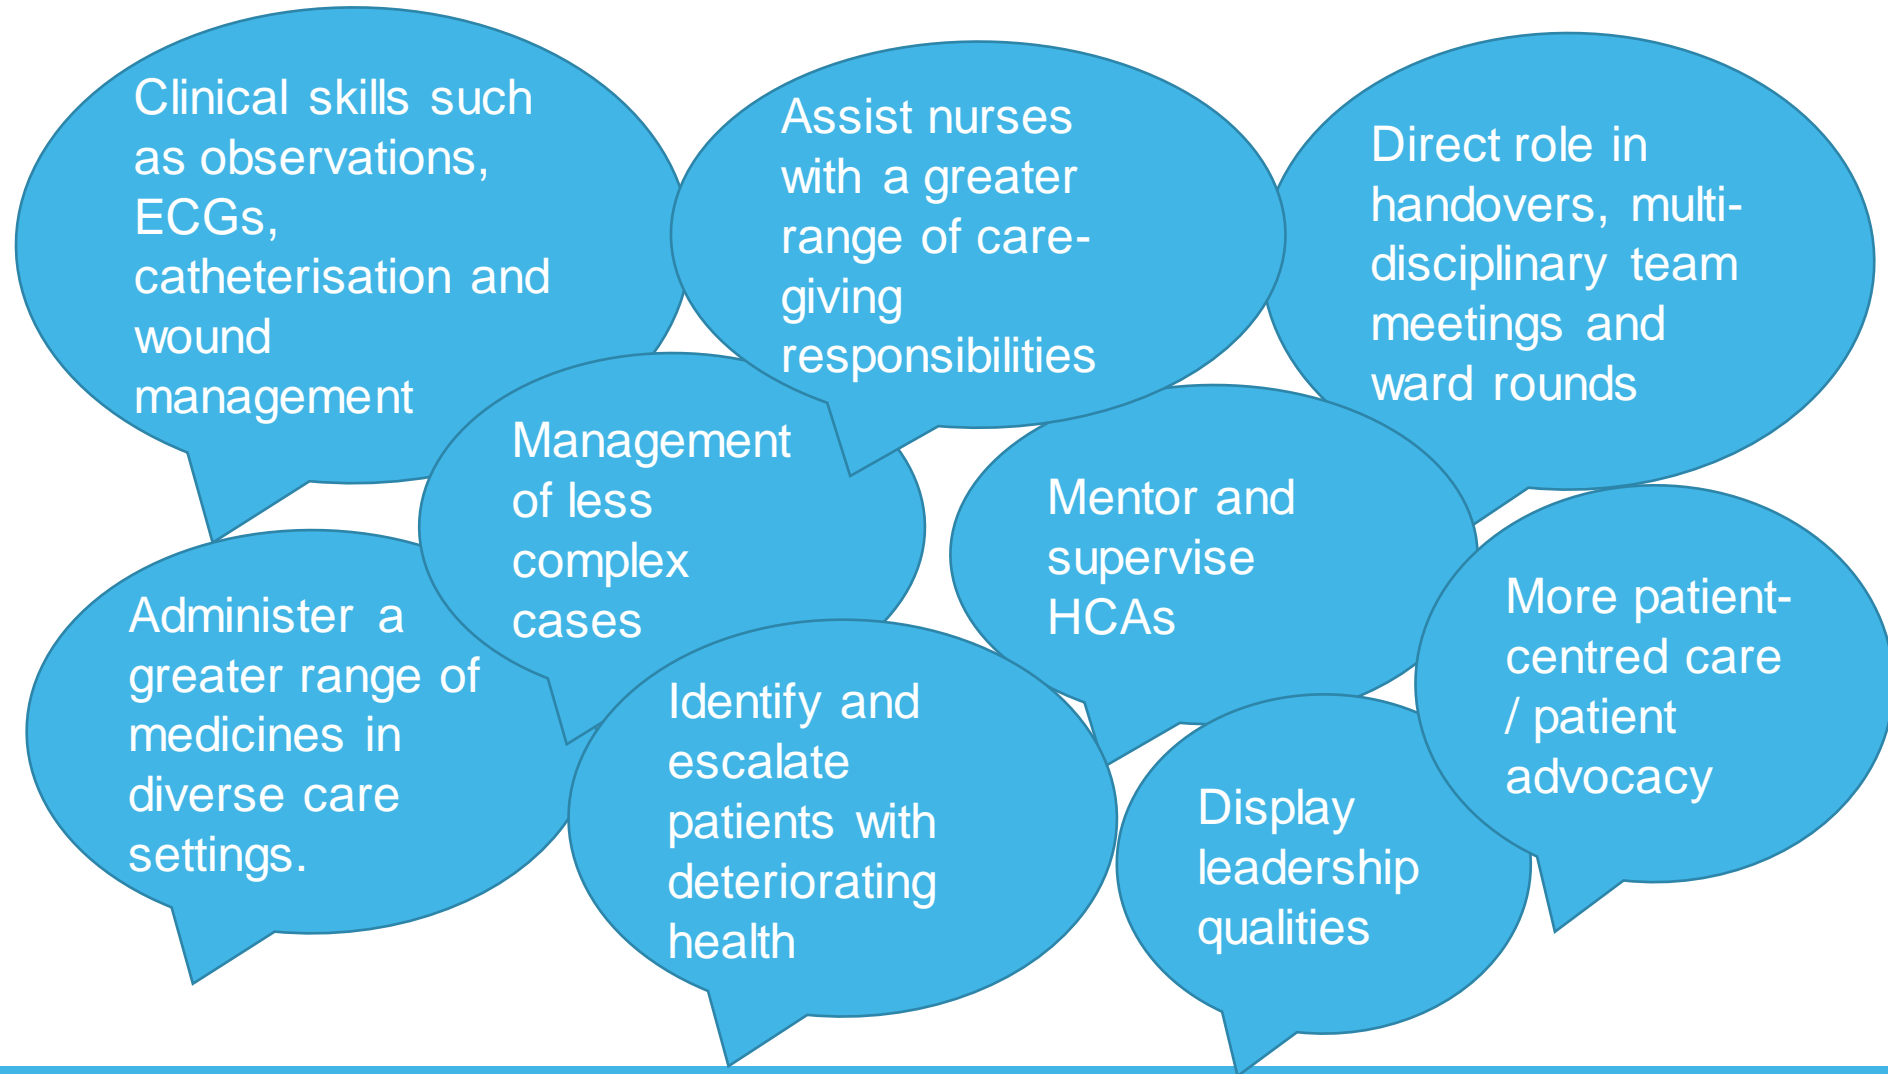 Clinical skills such
as observations,
ECGs,
catheterisation and
wound
management
Assist nurses
with a greater
range of care-
giving
responsibilities
Direct role in
handovers, multi-
disciplinary team
meetings and
ward rounds
Management
of less
complex
cases
Mentor and
supervise
HCAs
More patient-
centred care
/ patient
advocacy
Administer a
greater range of
medicines in
diverse care
settings.
Identify and
escalate
patients with
deteriorating
health
Display
leadership
qualities